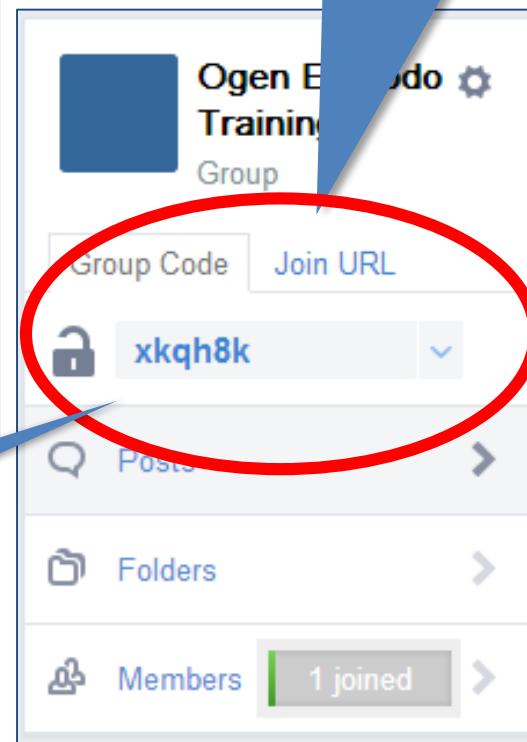 Ogen
Training
Group
Group Code Join URL
xkqh8k
Posts
Folders
Members 1 joined